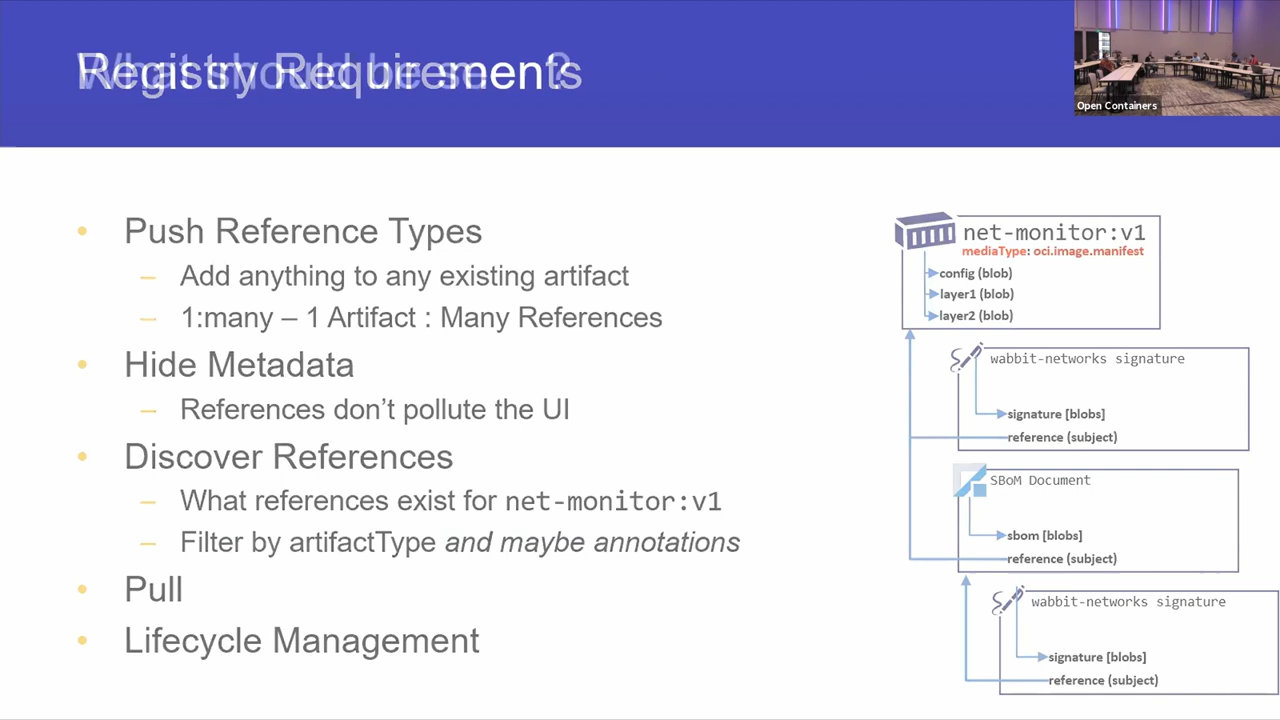 Registry Requirements
Open Containers
• Push Reference Types
– Add anything to any existing artifact
– 1:many – 1 Artifact : Many References
• Hide Metadata
– References don’t pollute the UI
• Discover References
– What references exist for net-monitor:v1
– Filter by artifactType and maybe annotations
• Pull
• Lifecycle Management
net-monitor:v1
mediaType: oci.image.manifest
config (blob)
layer1 (blob)
layer2 (blob)
wabbit-networks signature
signature [blobs]
reference (subject)
SBoM Document
sbom [blobs]
reference (subject)
wabbit-networks signature
signature [blobs]
reference (subject)